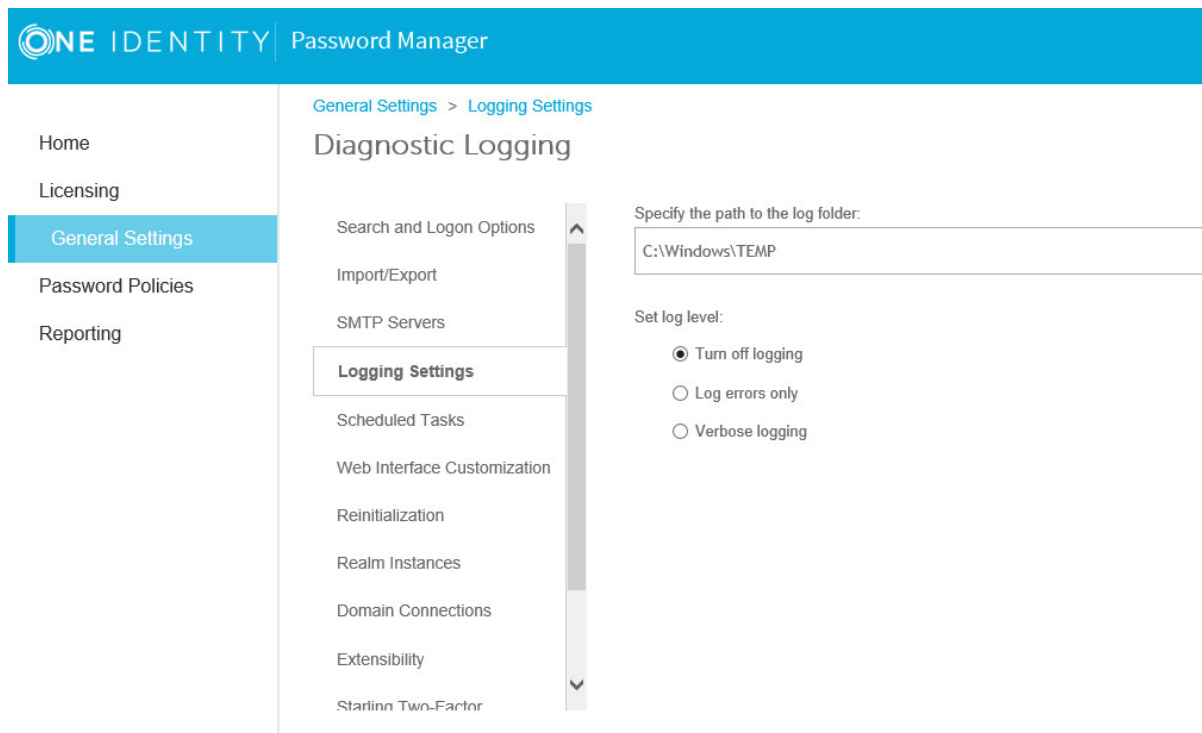 ONE IDENTITY Password Manager
General Settings > Logging Settings
Diagnostic Logging
Home
Licensing
General Settings
Password Policies
Reporting
Search and Logon Options
Import/Export
SMTP Servers
Logging Settings
Scheduled Tasks
Web Interface Customization
Reinitialization
Realm Instances
Domain Connections
Extensibility
Starling Two-Factor
Specify the path to the log folder:
C:\Windows\TEMP
Set log level:
Turn off logging
Log errors only
Verbose logging